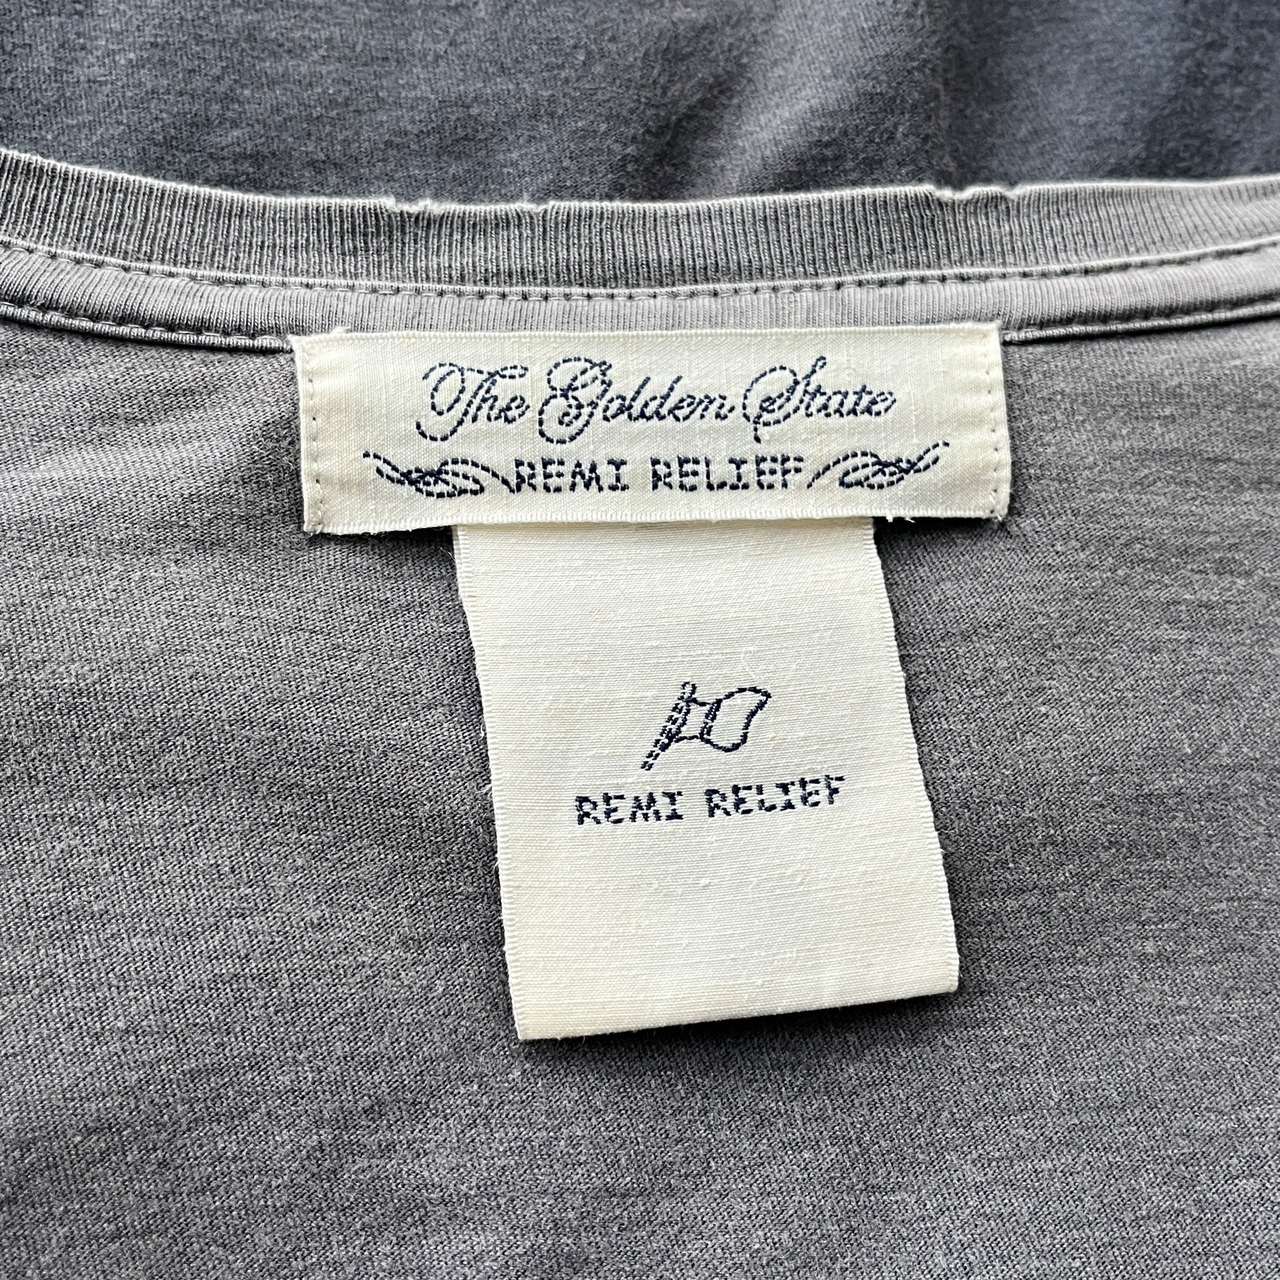 The Golden State
REMI RELIEF
REMI RELIEF